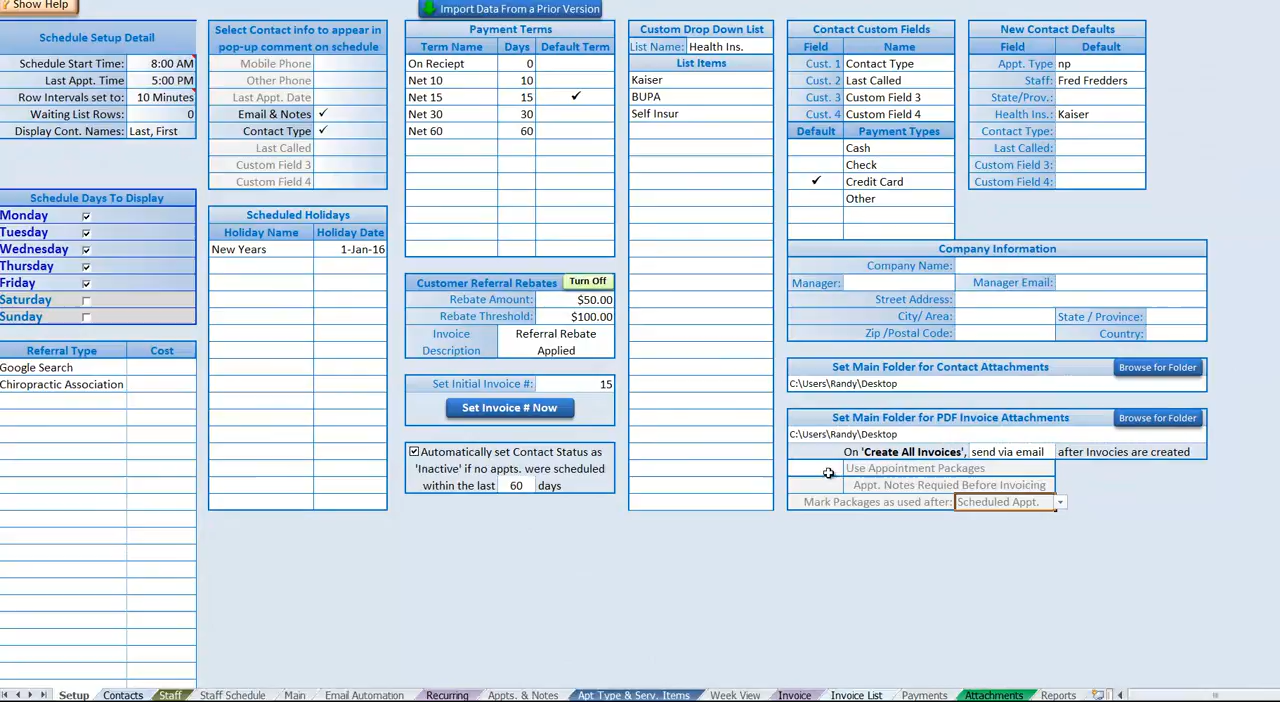 Show Help
Import Data From a Prior Version
Schedule Setup Detail
Schedule Start Time: 8:00 AM
Last Appt. Time 5:00 PM
Row Intervals set to: 10 Minutes
Waiting List Rows: 0
Display Cont. Names: Last, First
Schedule Days To Display
Monday
Tuesday
Wednesday
Thursday
Friday
Saturday
Sunday
Referral Type Cost
Google Search
Chiropractic Association
Select Contact info to appear in
pop-up comment on schedule
Mobile Phone
Other Phone
Last Appt. Date
Email & Notes ✓
Contact Type ✓
Last Called
Custom Field 3
Custom Field 4
Scheduled Holidays
Holiday Name Holiday Date
New Years 1-Jan-16
Payment Terms
Term Name Days Default Term
On Reciept 0
Net 10 10
Net 15 15 ✓
Net 30 30
Net 60 60
Customer Referral Rebates Turn Off
Rebate Amount: $50.00
Rebate Threshold: $100.00
Invoice Referral Rebate
Description Applied
Set Initial Invoice #: 15
Set Invoice # Now
Automatically set Contact Status as
'Inactive' if no appts. were scheduled
within the last 60 days
Custom Drop Down List
List Name: Health Ins.
List Items
Kaiser
BUPA
Self Insur
Contact Custom Fields
Field Name
Cust. 1 Contact Type
Cust. 2 Last Called
Cust. 3 Custom Field 3
Cust. 4 Custom Field 4
Default Payment Types
Cash
Check
✓ Credit Card
Other
New Contact Defaults
Field Default
Appt. Type np
Staff: Fred Fredders
State/Prov.:
Health Ins.: Kaiser
Contact Type:
Last Called:
Custom Field 3:
Custom Field 4:
Company Information
Company Name:
Manager: Manager Email:
Street Address:
City/ Area: State / Province:
Zip /Postal Code: Country:
Set Main Folder for Contact Attachments Browse for Folder
C:\Users\Randy\Desktop
Set Main Folder for PDF Invoice Attachments Browse for Folder
C:\Users\Randy\Desktop
On 'Create All Invoices', send via email after Invocies are created
Use Appointment Packages
Appt. Notes Requied Before Invoicing
Mark Packages as used after: Scheduled Appt.
Setup Contacts Staff Staff Schedule Main Email Automation Recurring Appts. & Notes Apt Type & Serv. Items Week View Invoice Invoice List Payments Attachments Reports